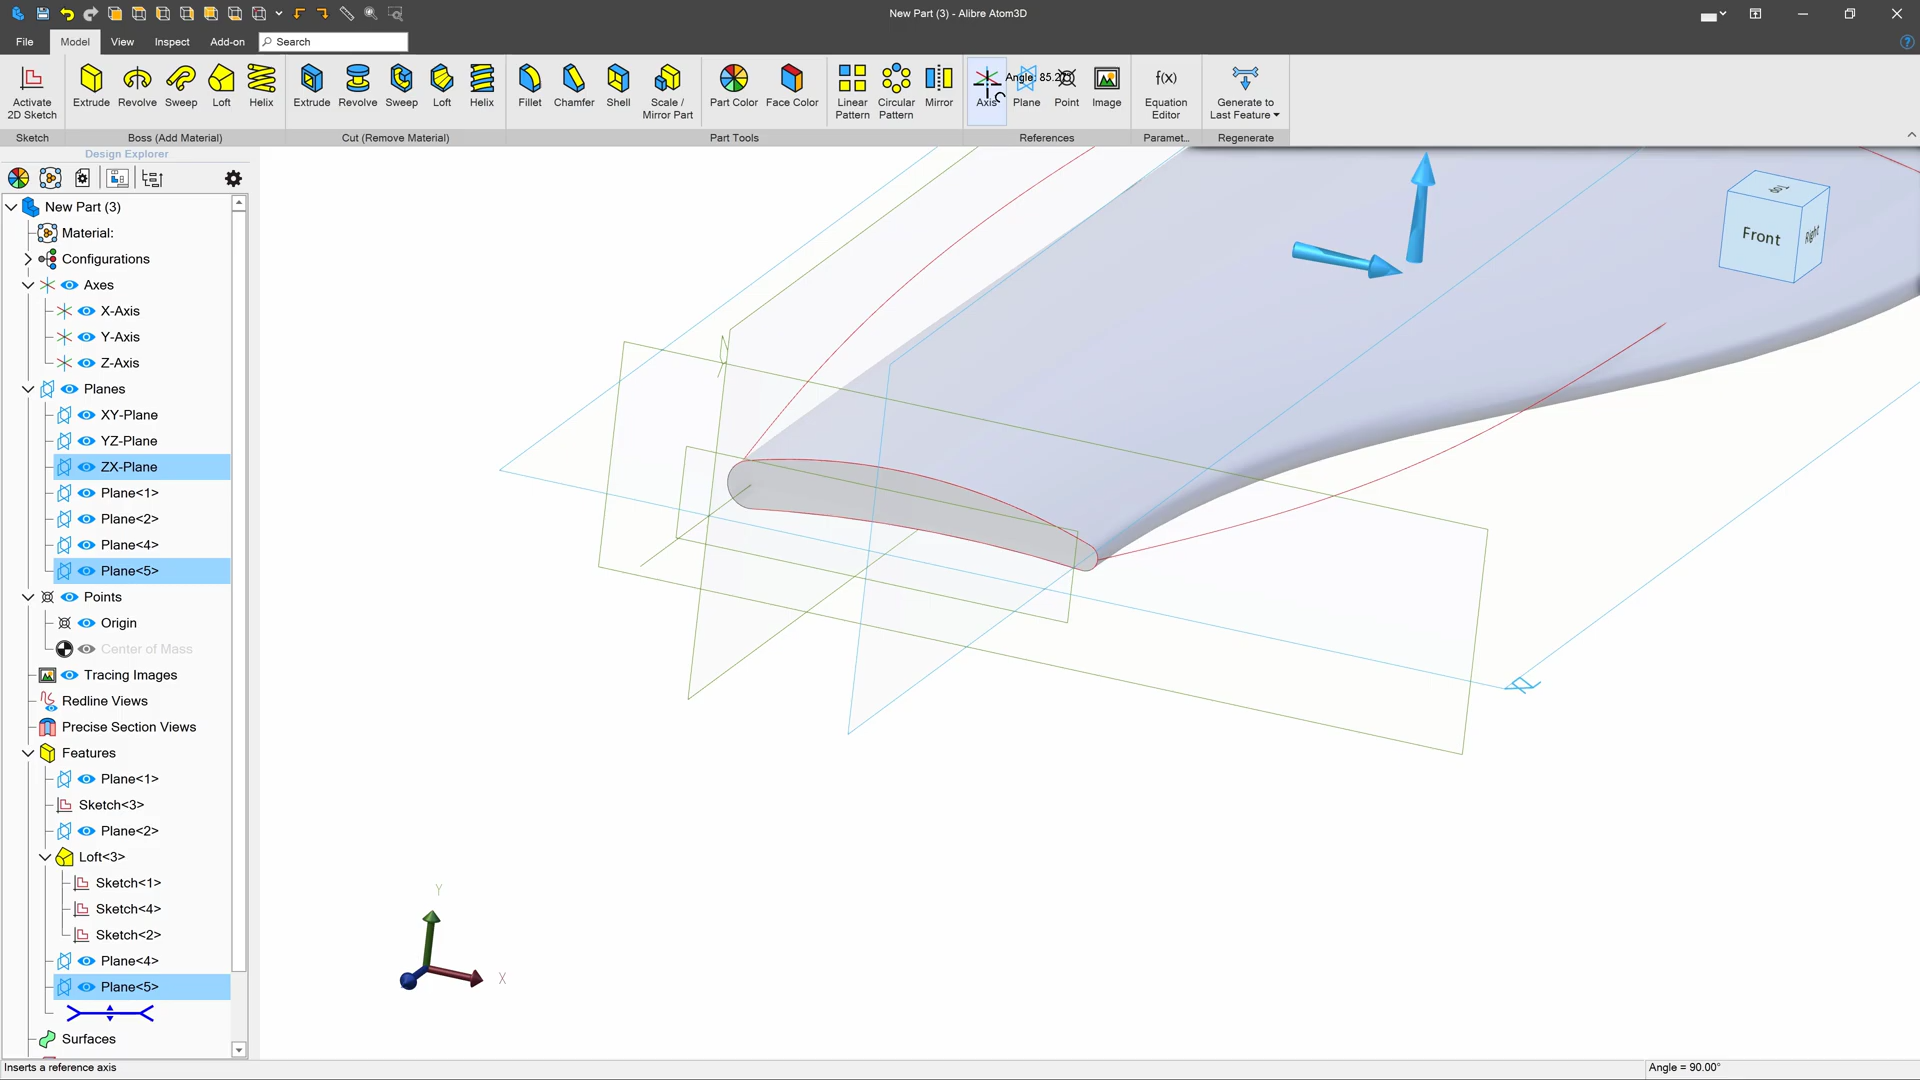 New Part (3) - Alibre Atom3D
File
Model
View
Inspect
Add-on
Search
Activate
2D Sketch
Extrude
Revolve
Sweep
Loft
Helix
Extrude
Revolve
Sweep
Loft
Helix
Fillet
Chamfer
Shell
Scale /
Mirror Part
Part Color
Face Color
Linear
Pattern
Circular
Pattern
Mirror
Axis
Plane
Point
Image
f(x)
Equation
Editor
Generate to
Last Feature
Sketch
Boss (Add Material)
Cut (Remove Material)
Part Tools
References
Paramet...
Regenerate
Design Explorer
New Part (3)
Material:
Configurations
Axes
X-Axis
Y-Axis
Z-Axis
Planes
XY-Plane
YZ-Plane
ZX-Plane
Plane<1>
Plane<2>
Plane<4>
Plane<5>
Points
Origin
Center of Mass
Tracing Images
Redline Views
Precise Section Views
Features
Plane<1>
Sketch<3>
Plane<2>
Loft<3>
Sketch<1>
Sketch<4>
Sketch<2>
Plane<4>
Plane<5>
Surfaces
Front
Right
Y
X
Inserts a reference axis
Angle = 90.00°